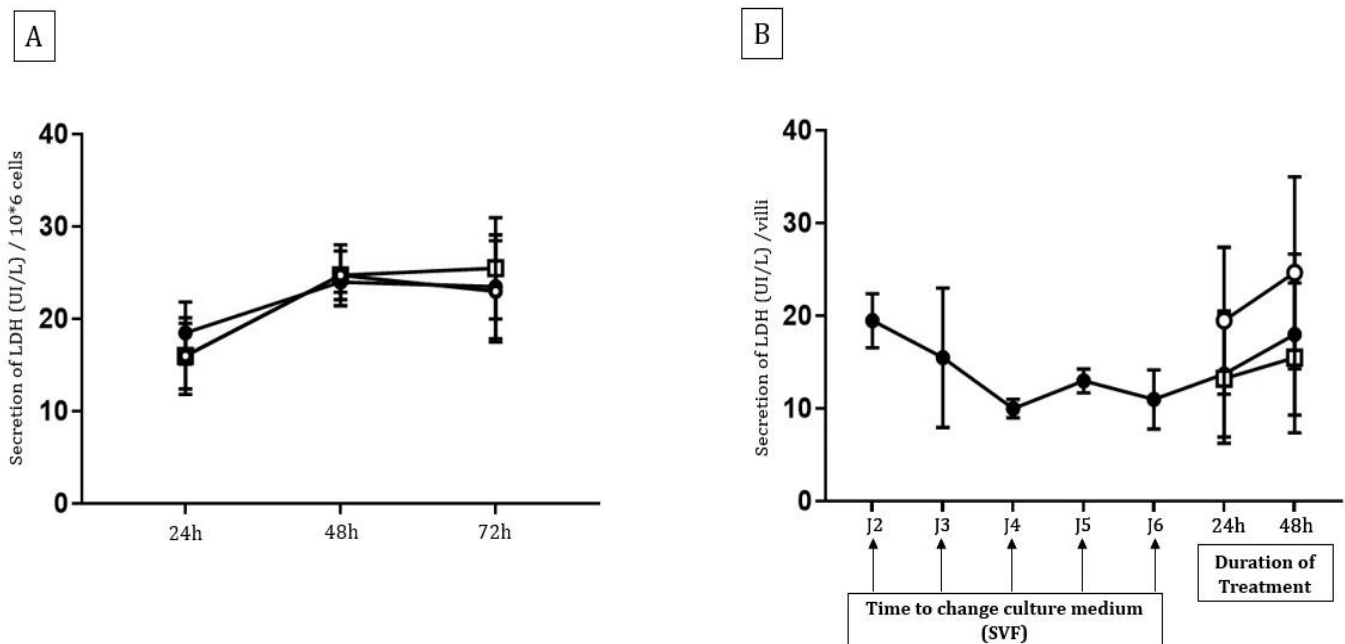 A
40
30
20
10
0
Secretion of LDH (UI/L) / 10*6 cells
24h 48h 72h
B
40
30
20
10
0
Secretion of LDH (UI/L) /villi
J2 J3 J4 J5 J6 24h 48h
Time to change culture medium
(SVF)
Duration of
Treatment